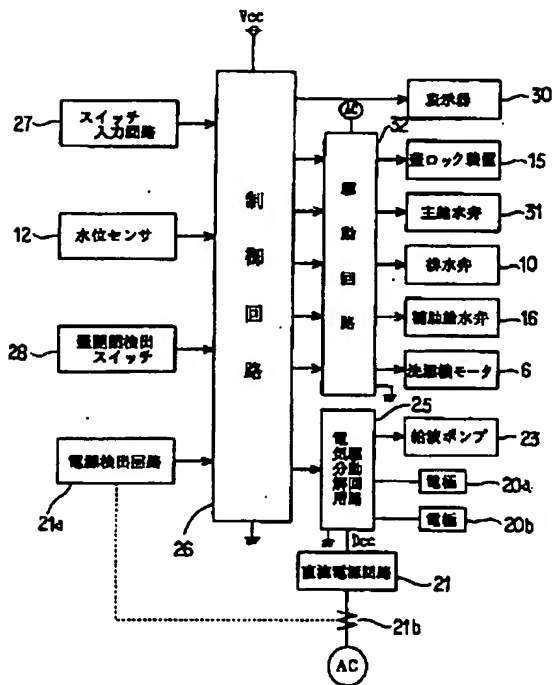 Vcc
27
スイッチ
入力回路
12
水位センサ
28
蓋開閉検出
スイッチ
21a
電源検出回路
制御回路
26
AC
32
駆動回路
表示器
30
蓋ロック装置
15
主給水弁
31
排水弁
10
補助給水弁
16
洗濯機モータ
6
25
電気分解用
駆動回路
給液ポンプ
23
電極
20a
電極
20b
Dcc
直流電源回路
21
21b
AC